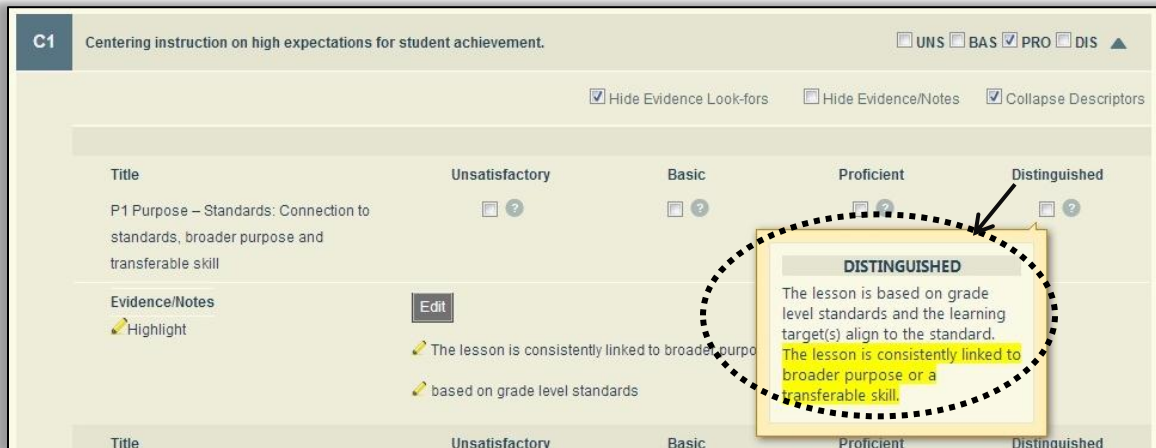 C1 Centering instruction on high expectations for student achievement. UNS BAS PRO DIS
Hide Evidence Look-fors Hide Evidence/Notes Collapse Descriptors
Title Unsatisfactory Basic Proficient Distinguished
P1 Purpose – Standards: Connection to
standards, broader purpose and
transferable skill
? ? ? ?
DISTINGUISHED
The lesson is based on grade
level standards and the learning
target(s) align to the standard.
The lesson is consistently linked to
broader purpose or a
transferable skill.
Evidence/Notes
Highlight
Edit
The lesson is consistently linked to broader purpo
based on grade level standards
Title Unsatisfactory Basic Proficient Distinguished